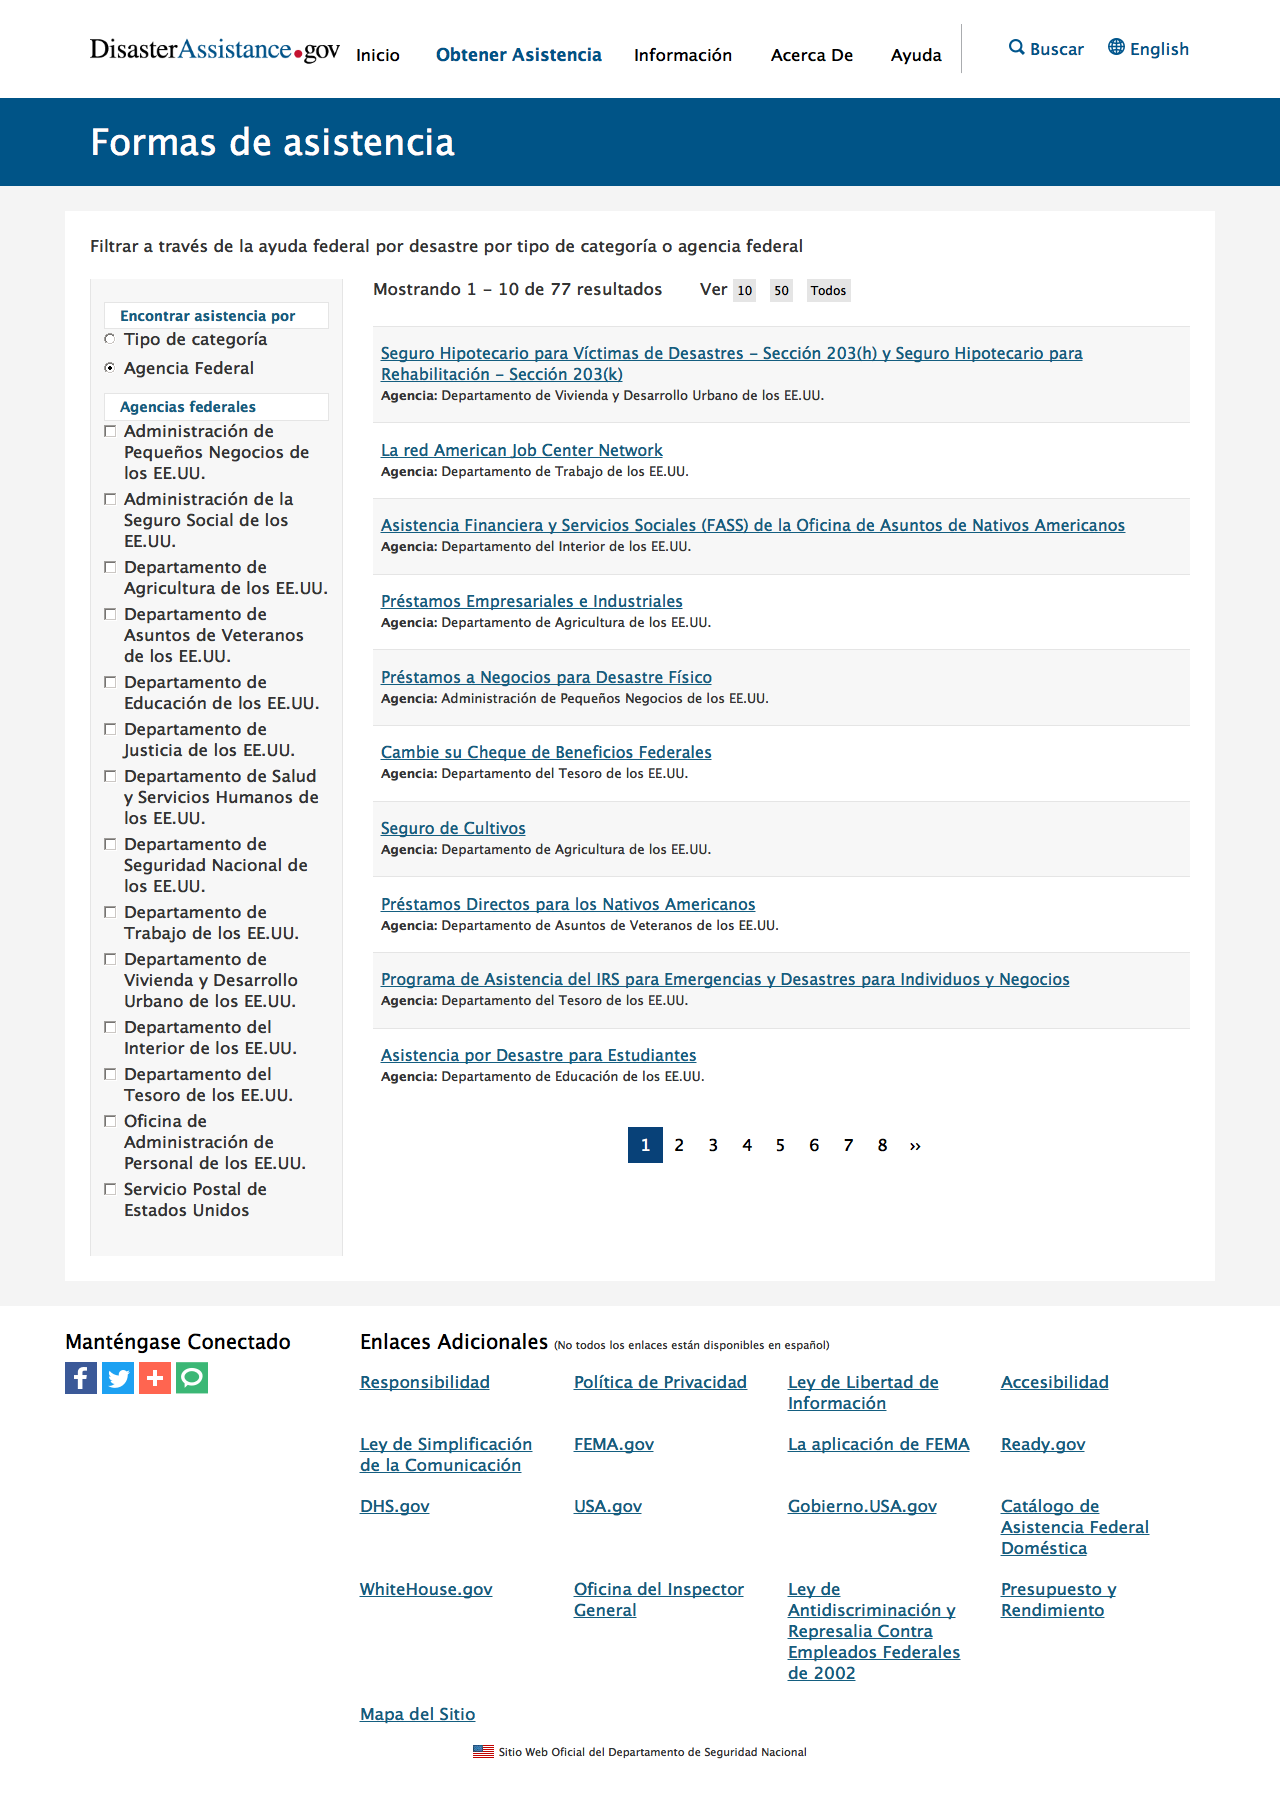 DisasterAssistance.gov
Inicio
Obtener Asistencia
Información
Acerca De
Ayuda
Buscar
English
Formas de asistencia
Filtrar a través de la ayuda federal por desastre por tipo de categoría o agencia federal
Encontrar asistencia por
Tipo de categoría
Agencia Federal
Agencias federales
Administración de
Pequeños Negocios de
los EE.UU.
Administración de la
Seguro Social de los
EE.UU.
Departamento de
Agricultura de los EE.UU.
Departamento de
Asuntos de Veteranos
de los EE.UU.
Departamento de
Educación de los EE.UU.
Departamento de
Justicia de los EE.UU.
Departamento de Salud
y Servicios Humanos de
los EE.UU.
Departamento de
Seguridad Nacional de
los EE.UU.
Departamento de
Trabajo de los EE.UU.
Departamento de
Vivienda y Desarrollo
Urbano de los EE.UU.
Departamento del
Interior de los EE.UU.
Departamento del
Tesoro de los EE.UU.
Oficina de
Administración de
Personal de los EE.UU.
Servicio Postal de
Estados Unidos
Mostrando 1 - 10 de 77 resultados
Ver 10 50 Todos
Seguro Hipotecario para Víctimas de Desastres - Sección 203(h) y Seguro Hipotecario para
Rehabilitación - Sección 203(k)
Agencia: Departamento de Vivienda y Desarrollo Urbano de los EE.UU.
La red American Job Center Network
Agencia: Departamento de Trabajo de los EE.UU.
Asistencia Financiera y Servicios Sociales (FASS) de la Oficina de Asuntos de Nativos Americanos
Agencia: Departamento del Interior de los EE.UU.
Préstamos Empresariales e Industriales
Agencia: Departamento de Agricultura de los EE.UU.
Préstamos a Negocios para Desastre Físico
Agencia: Administración de Pequeños Negocios de los EE.UU.
Cambie su Cheque de Beneficios Federales
Agencia: Departamento del Tesoro de los EE.UU.
Seguro de Cultivos
Agencia: Departamento de Agricultura de los EE.UU.
Préstamos Directos para los Nativos Americanos
Agencia: Departamento de Asuntos de Veteranos de los EE.UU.
Programa de Asistencia del IRS para Emergencias y Desastres para Individuos y Negocios
Agencia: Departamento del Tesoro de los EE.UU.
Asistencia por Desastre para Estudiantes
Agencia: Departamento de Educación de los EE.UU.
1 2 3 4 5 6 7 8 ››
Manténgase Conectado
Enlaces Adicionales (No todos los enlaces están disponibles en español)
Responsibilidad
Política de Privacidad
Ley de Libertad de
Información
Accesibilidad
Ley de Simplificación
de la Comunicación
FEMA.gov
La aplicación de FEMA
Ready.gov
DHS.gov
USA.gov
Gobierno.USA.gov
Catálogo de
Asistencia Federal
Doméstica
WhiteHouse.gov
Oficina del Inspector
General
Ley de
Antidiscriminación y
Represalia Contra
Empleados Federales
de 2002
Presupuesto y
Rendimiento
Mapa del Sitio
Sitio Web Oficial del Departamento de Seguridad Nacional